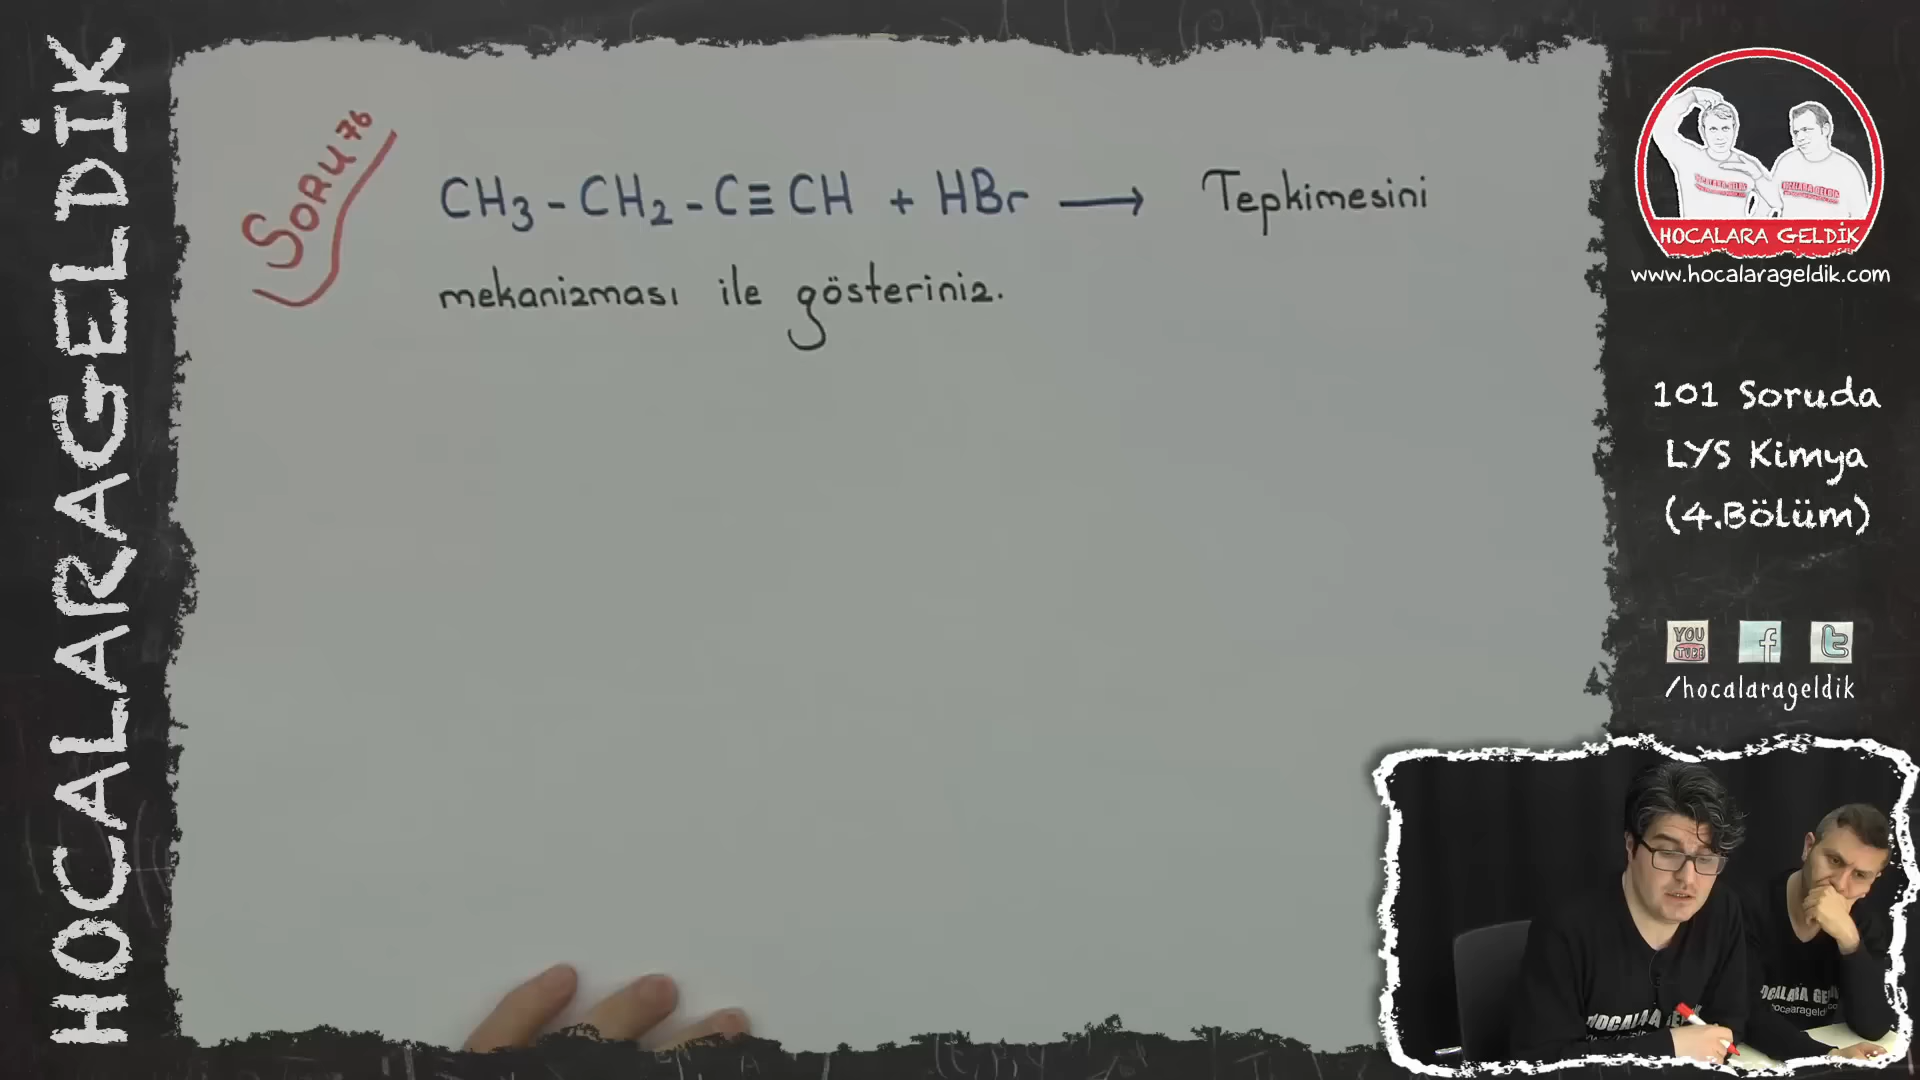 HOCALARAGELDİK
SORU 76
CH₃-CH₂-C≡CH + HBr ⟶ Tepkimesini
mekanizması ile gösteriniz.
HOCALARA GELDİK
www.hocalarageldik.com
101 Soruda
LYS Kimya
(4.Bölüm)
YOU
TUBE
f
t
/hocalarageldik